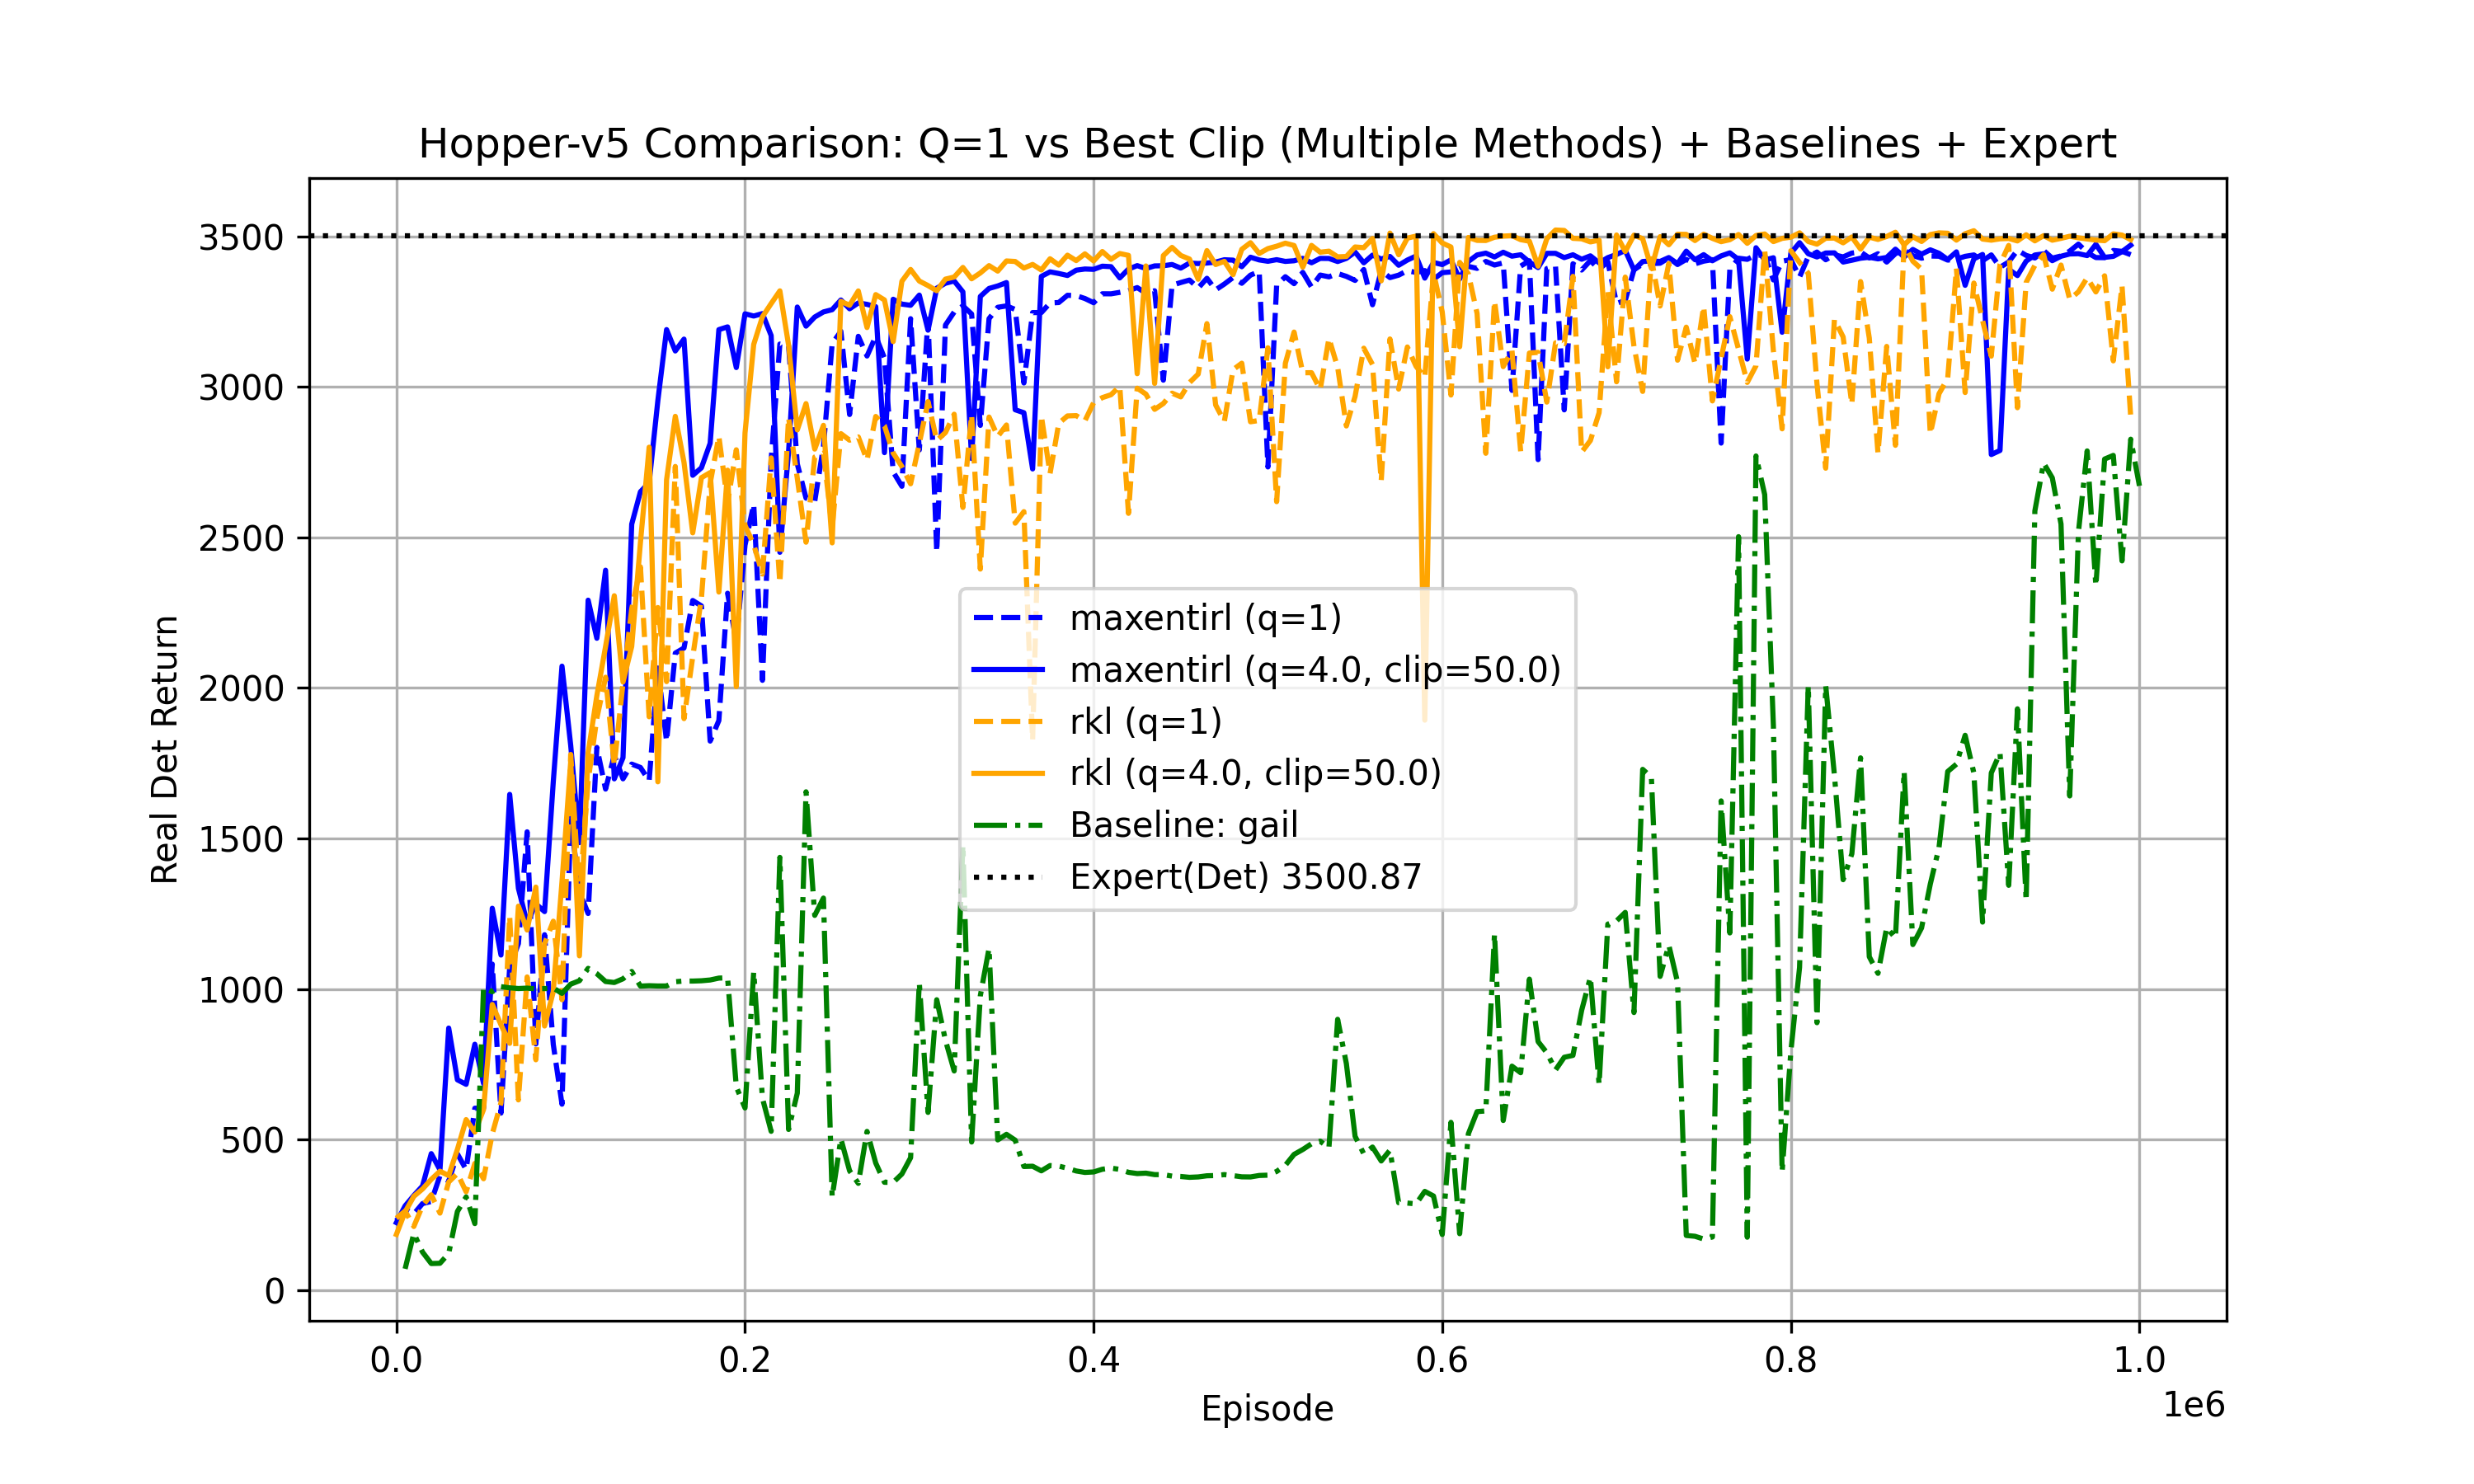 Hopper-v5 Comparison: Q=1 vs Best Clip (Multiple Methods) + Baselines + Expert
Real Det Return
3500
3000
2500
2000
1500
1000
500
0
maxentirl (q=1)
maxentirl (q=4.0, clip=50.0)
rkl (q=1)
rkl (q=4.0, clip=50.0)
Baseline: gail
Expert(Det) 3500.87
0.0 0.2 0.4 0.6 0.8 1.0
1e6
Episode